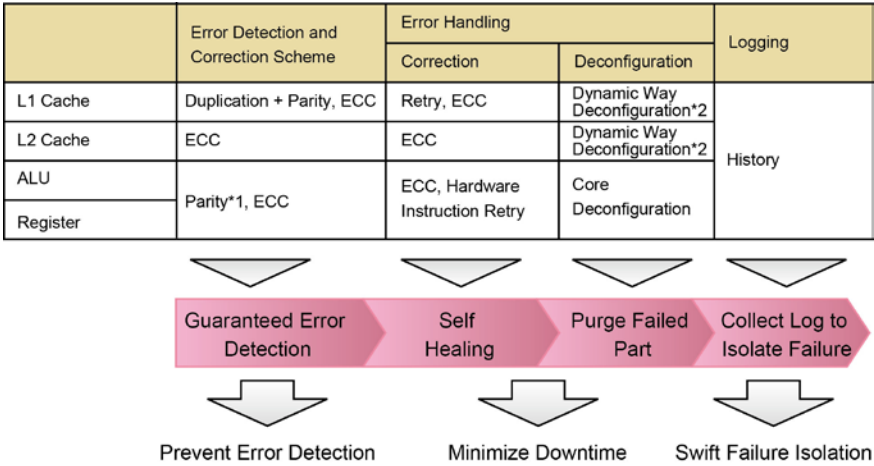 Error Detection and
Correction Scheme
Error Handling
Logging
Correction
Deconfiguration
L1 Cache
Duplication + Parity, ECC
Retry, ECC
Dynamic Way
Deconfiguration*2
L2 Cache
ECC
ECC
Dynamic Way
Deconfiguration*2
History
ALU
Register
Parity*1, ECC
ECC, Hardware
Instruction Retry
Core
Deconfiguration
Guaranteed Error
Detection
Self
Healing
Purge Failed
Part
Collect Log to
Isolate Failure
Prevent Error Detection
Minimize Downtime
Swift Failure Isolation